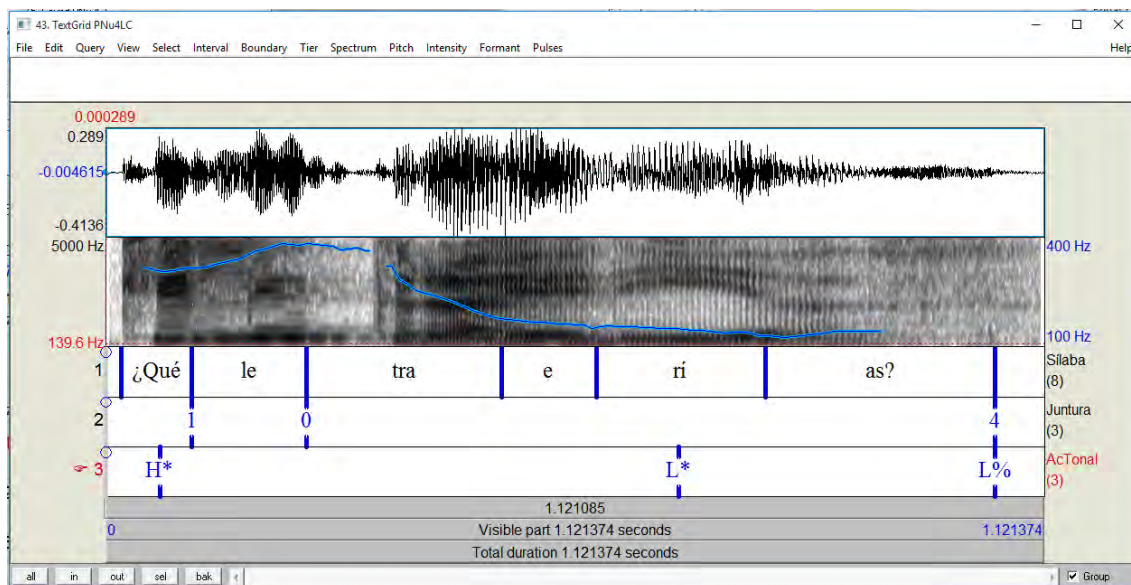 43. TextGrid PNu4LC
File Edit Query View Select Interval Boundary Tier Spectrum Pitch Intensity Formant Pulses Help
0.000289
0.289
-0.004615
-0.4136
5000 Hz 400 Hz
139.6 Hz 100 Hz
1 ¿Qué le tra e rí as? Sílaba (8)
2 1 0 4 Juntura (3)
3 H* L* L% AcTonal (3)
1.121085
0 Visible part 1.121374 seconds 1.121374
Total duration 1.121374 seconds
all in out sel bak Group